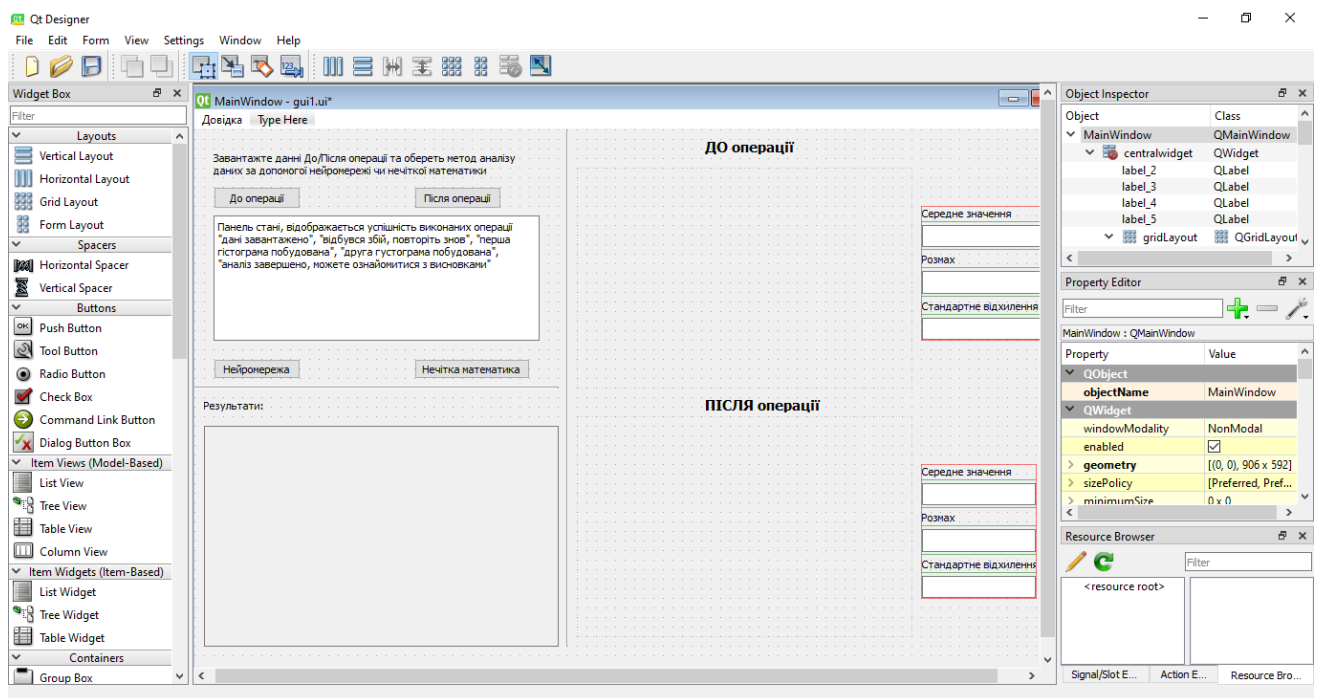 Qt Designer
File Edit Form View Settings Window Help
Widget Box
Filter
Layouts
Vertical Layout
Horizontal Layout
Grid Layout
Form Layout
Spacers
Horizontal Spacer
Vertical Spacer
Buttons
OK Push Button
Tool Button
Radio Button
Check Box
Command Link Button
Dialog Button Box
Item Views (Model-Based)
List View
Tree View
Table View
Column View
Item Widgets (Item-Based)
List Widget
Tree Widget
Table Widget
Containers
Group Box
Qt MainWindow - gui1.ui*
Довідка Type Here
Завантажте данні До/Після операції та обереть метод аналізу
даних за допомогої нейромережі чи нечіткої математики
До операції Після операції
Панель стані, відображається успішність виконаних операції
"дані завантажено", "відбувся збій, повторіть знов", "перша
гістограма побудована", "друга густограма побудована",
"аналіз завершено, можете ознайомитися з висновками"
Нейромережа Нечітка математика
Результати:
ДО операції
Середне значення
Розмах
Стандартне відхилення
ПІСЛЯ операції
Середне значення
Розмах
Стандартне відхилення
Object Inspector
Object Class
MainWindow QMainWindow
centralwidget QWidget
label_2 QLabel
label_3 QLabel
label_4 QLabel
label_5 QLabel
gridLayout QGridLayout
Property Editor
Filter
MainWindow : QMainWindow
Property Value
QObject
objectName MainWindow
QWidget
windowModality NonModal
enabled
geometry [(0, 0), 906 x 592]
sizePolicy [Preferred, Pref...
minimumSize 0 x 0
Resource Browser
Filter
<resource root>
Signal/Slot E... Action E... Resource Bro...